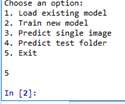 Choose an option:
1. Load existing model
2. Train new model
3. Predict single image
4. Predict test folder
5. Exit
5
In [2]: